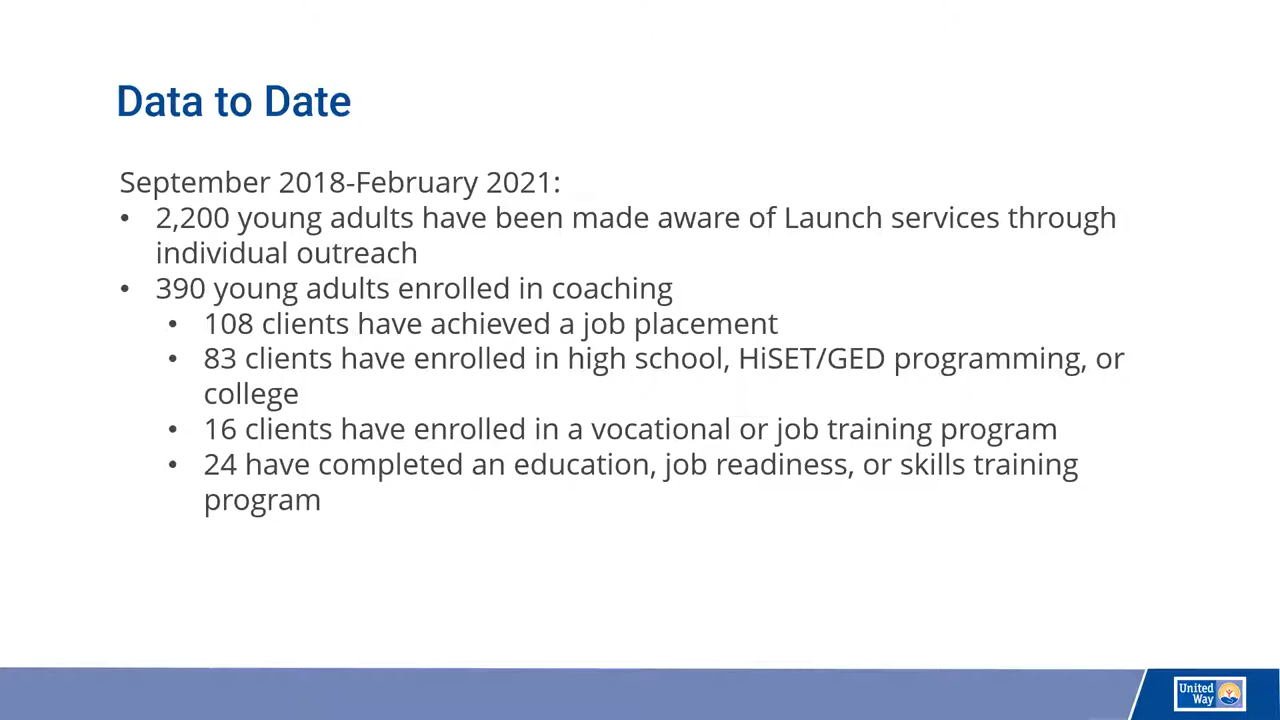 Data to Date
September 2018-February 2021:
• 2,200 young adults have been made aware of Launch services through
individual outreach
• 390 young adults enrolled in coaching
• 108 clients have achieved a job placement
• 83 clients have enrolled in high school, HiSET/GED programming, or
college
• 16 clients have enrolled in a vocational or job training program
• 24 have completed an education, job readiness, or skills training
program
United
Way